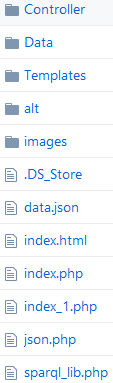 Controller
Data
Templates
alt
images
.DS_Store
data.json
index.html
index.php
index_1.php
json.php
sparql_lib.php